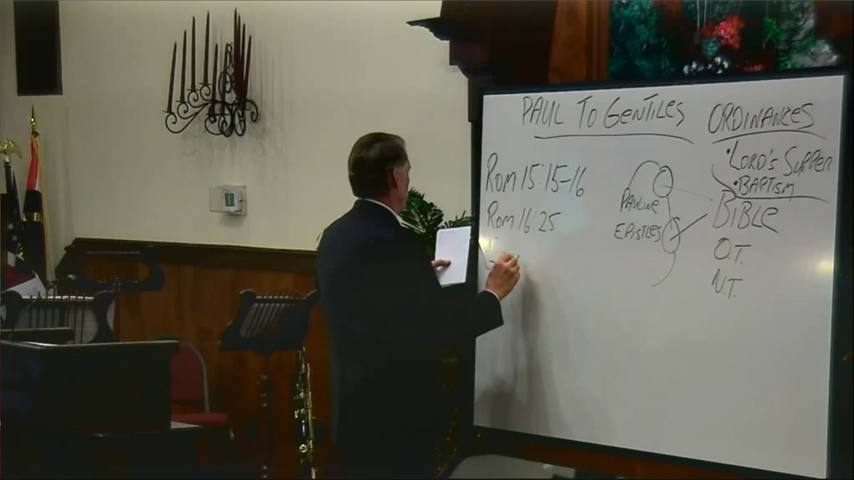 PAUL TO GENTILES
Rom 15:15-16
Rom 16 25
PAULINE
EPISTLES
ORDINANCES
• LORD'S SUPPER
• BAPTISM
BIBLE
O.T.
N.T.